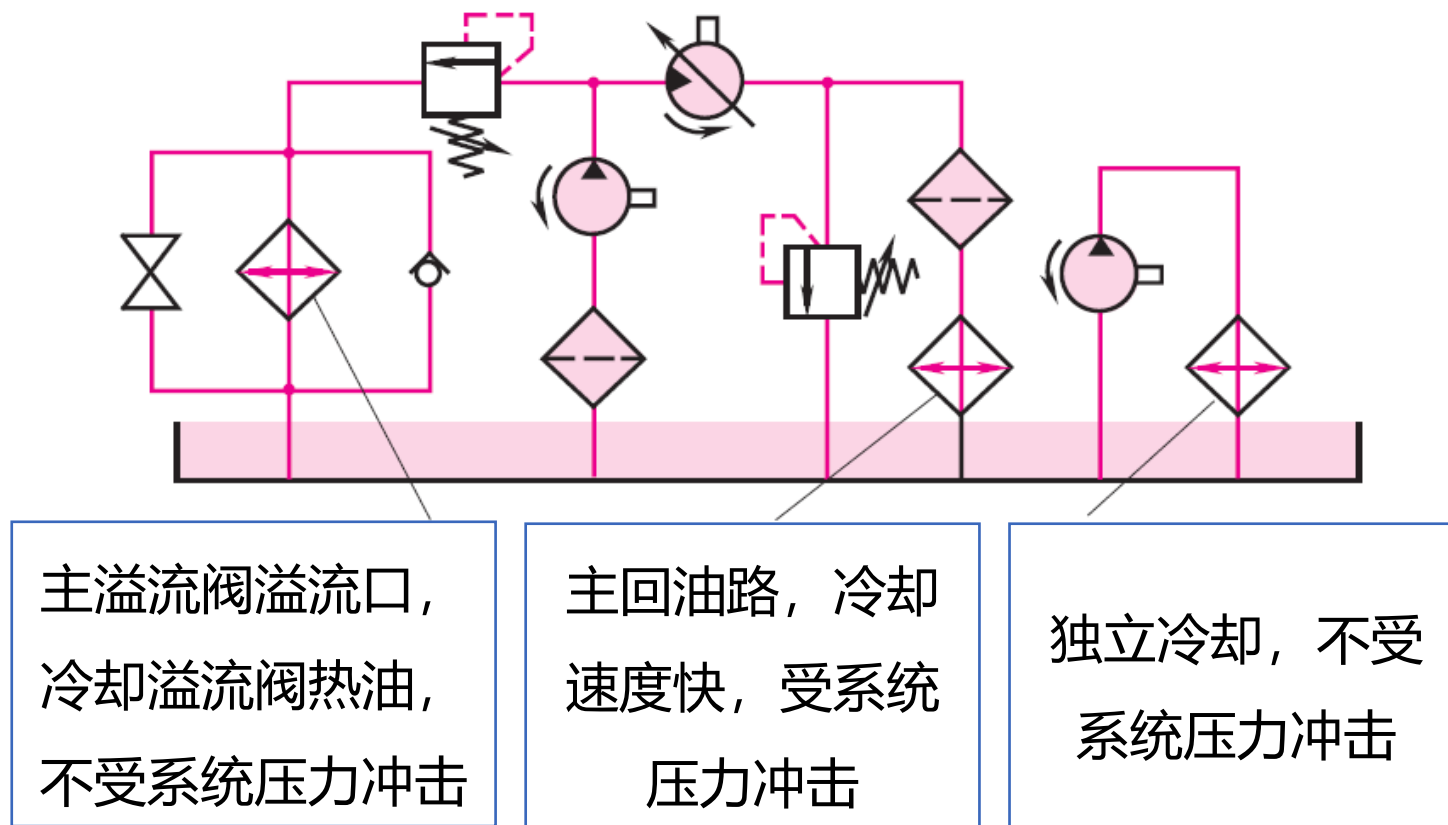 主溢流阀溢流口，
冷却溢流阀热油，
不受系统压力冲击
主回油路，冷却
速度快，受系统
压力冲击
独立冷却，不受
系统压力冲击